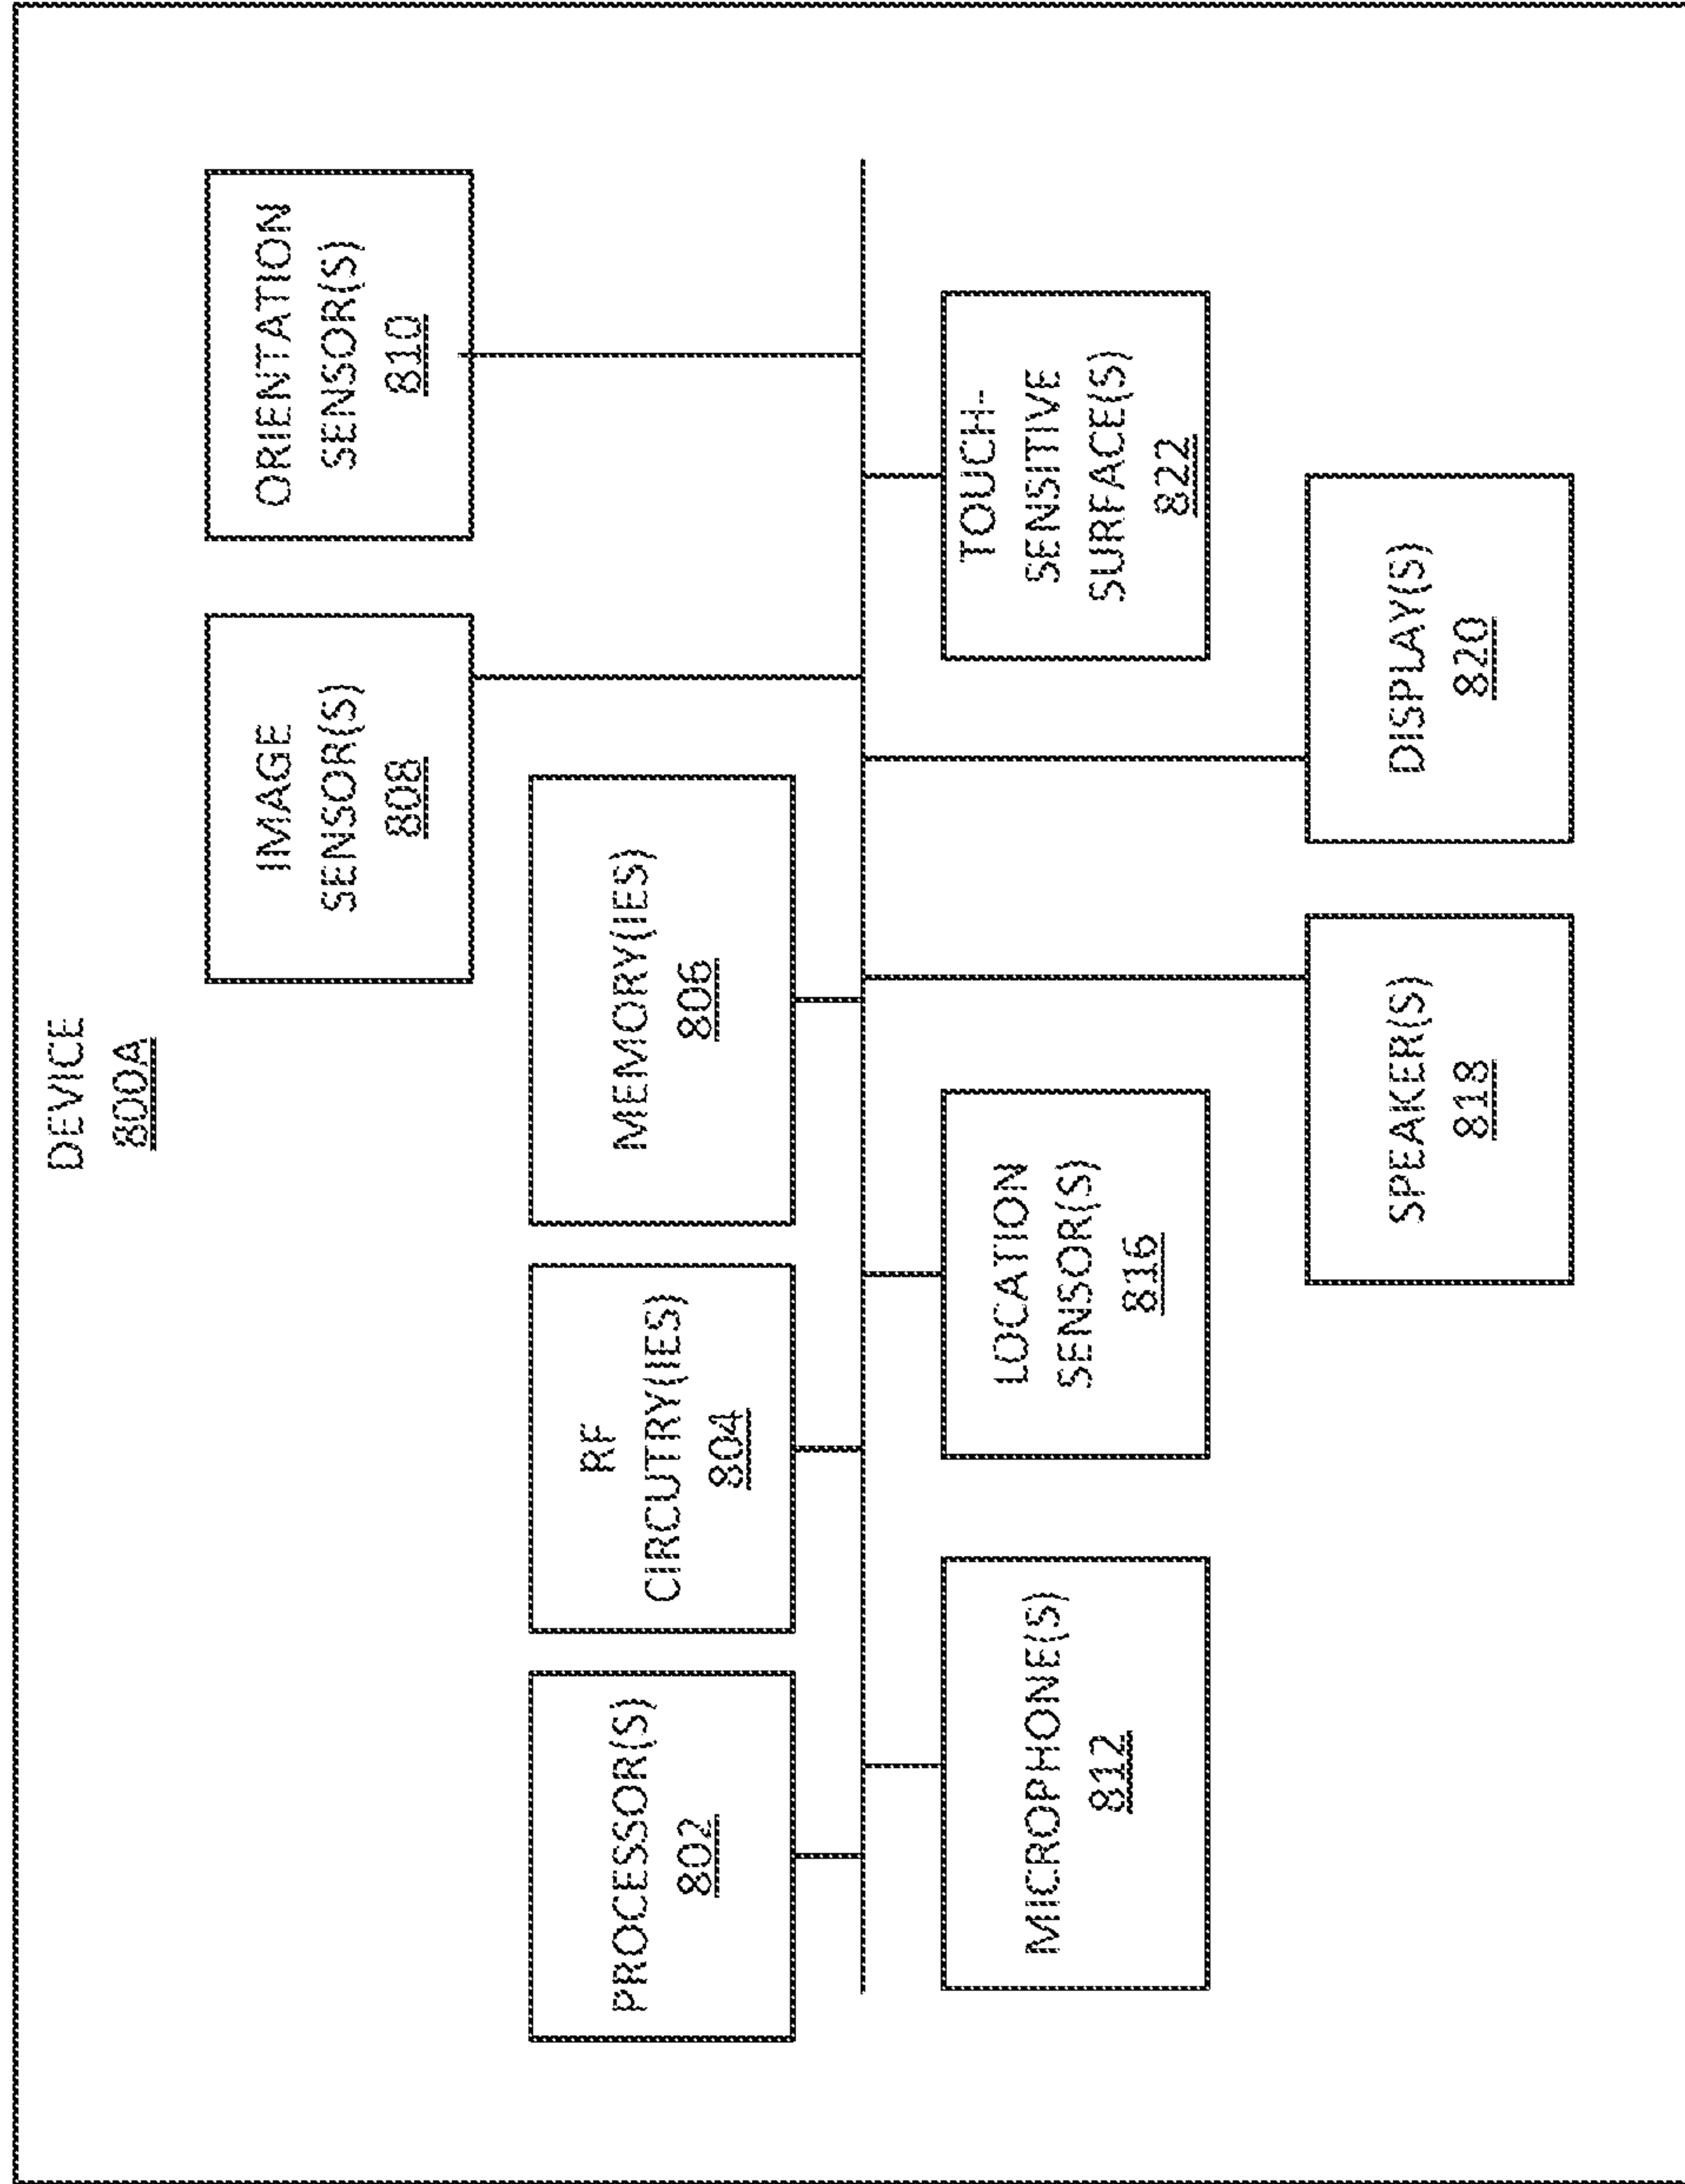 DEVICE
800A
IMAGE
SENSOR(S)
808
ORIENTATION
SENSOR(S)
810
PROCESSOR(S)
802
RF
CIRCUTRY(IES)
804
MEMORY(IES)
806
MICROPHONE(S)
812
LOCATION
SENSOR(S)
816
TOUCH-
SENSITIVE
SURFACE(S)
822
SPEAKER(S)
818
DISPLAY(S)
820